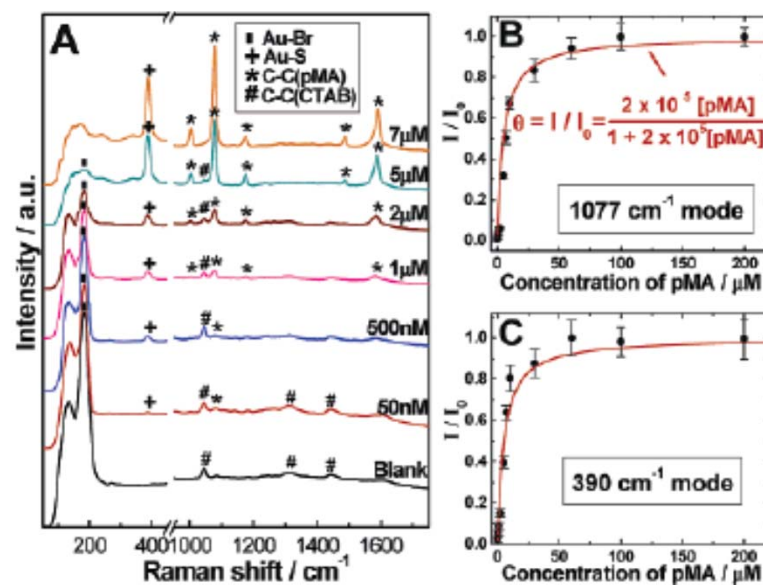 A
Au-Br
+ Au-S
* C-C(pMA)
# C-C(CTAB)
7μM
5μM
2μM
1μM
500nM
50nM
Blank
Intensity / a.u.
200 400 1000 1200 1400 1600
Raman shift / cm⁻¹
B
I / I₀
1.0
0.8
0.6
0.4
0.2
0.0
θ = I / I₀ = 2 x 10⁵ [pMA] / 1 + 2 x 10⁵[pMA]
1077 cm⁻¹ mode
0 50 100 150 200
Concentration of pMA / μM
C
I / I₀
1.0
0.8
0.6
0.4
0.2
0.0
390 cm⁻¹ mode
0 50 100 150 200
Concentration of pMA / μM